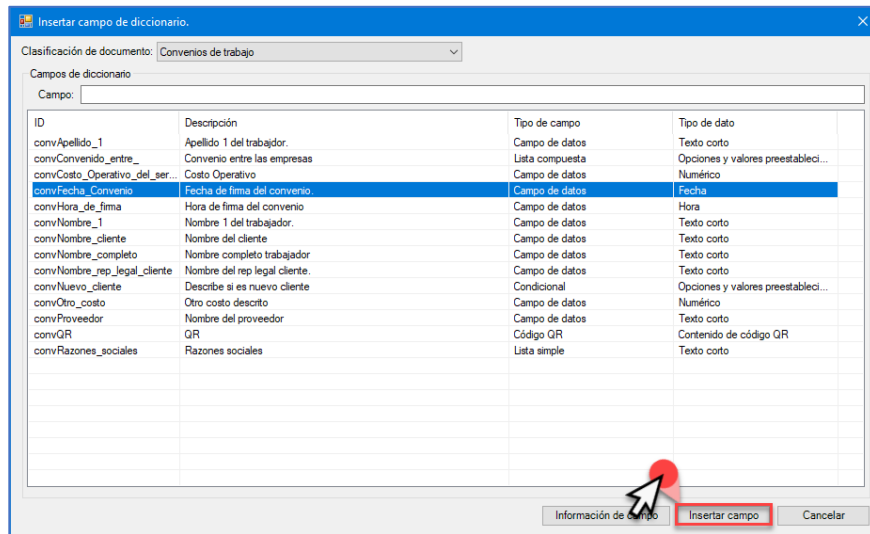 Insertar campo de diccionario.
Clasificación de documento: Convenios de trabajo
Campos de diccionario
Campo:
ID Descripción Tipo de campo Tipo de dato
convApellido_1 Apellido 1 del trabajdor. Campo de datos Texto corto
convConvenido_entre_ Convenio entre las empresas Lista compuesta Opciones y valores preestableci...
convCosto_Operativo_del_ser... Costo Operativo Campo de datos Numérico
convFecha_Convenio Fecha de firma del convenio. Campo de datos Fecha
convHora_de_firma Hora de firma del convenio Campo de datos Hora
convNombre_1 Nombre 1 del trabajador. Campo de datos Texto corto
convNombre_cliente Nombre del cliente Campo de datos Texto corto
convNombre_completo Nombre completo trabajador Campo de datos Texto corto
convNombre_rep_legal_cliente Nombre del rep legal cliente. Campo de datos Texto corto
convNuevo_cliente Describe si es nuevo cliente Condicional Opciones y valores preestableci...
convOtro_costo Otro costo descrito Campo de datos Numérico
convProveedor Nombre del proveedor Campo de datos Texto corto
convQR QR Código QR Contenido de código QR
convRazones_sociales Razones sociales Lista simple Texto corto
Información de campo Insertar campo Cancelar